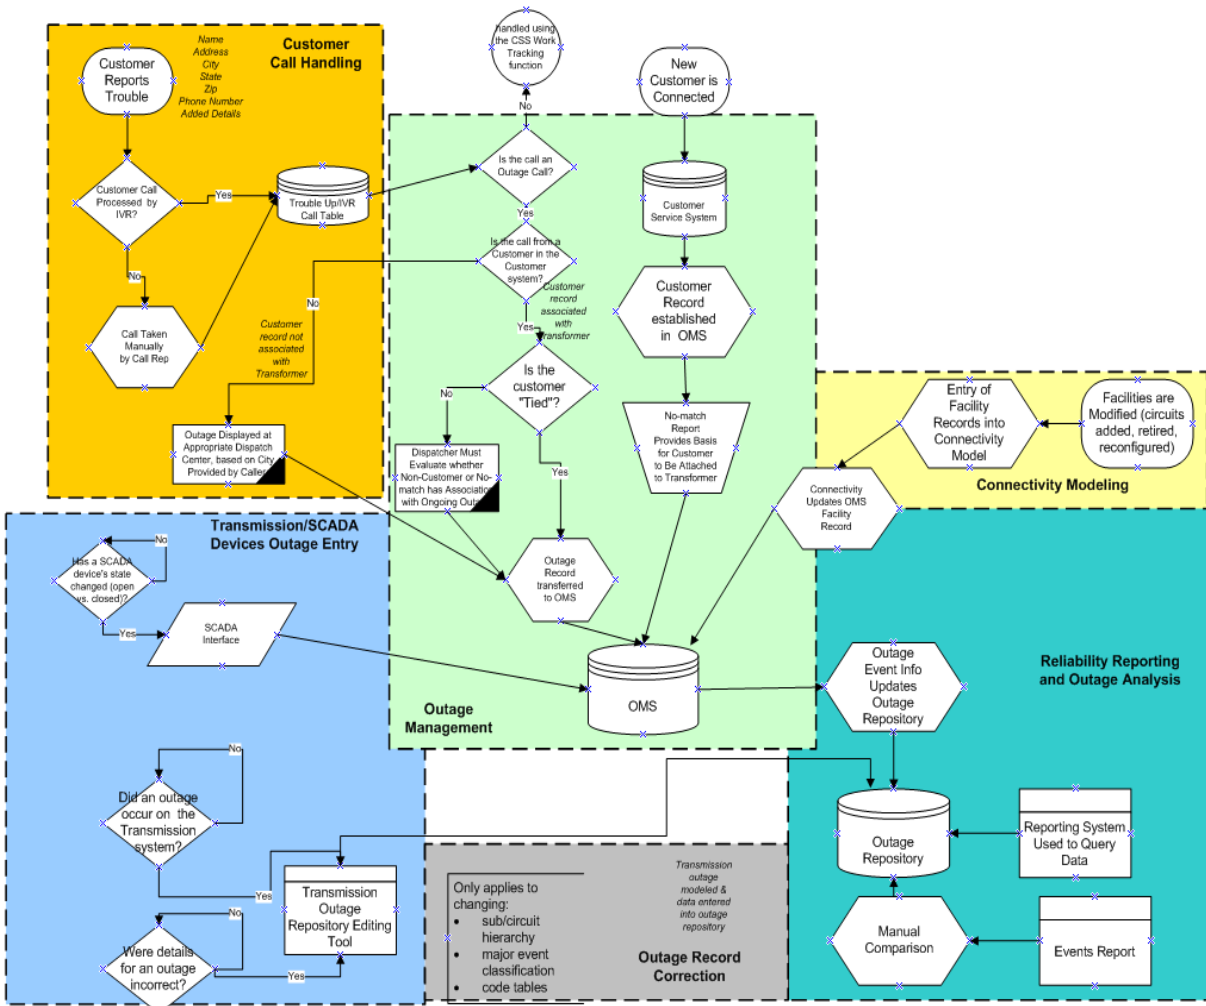 Customer
Call Handling
Name
Address
City
State
Zip
Phone Number
Added Details
Customer
Reports
Trouble
Customer Call
Processed by
IVR?
Yes
No
Trouble Up/IVR
Call Table
Call Taken
Manually
by Call Rep
Customer
record not
associated
with
Transformer
No
Outage Displayed at
Appropriate Dispatch
Center, based on City
Provided by Caller
handled using
the CSS Work
Tracking
function
No
Is the call an
Outage Call?
Yes
Is the call from a
Customer in the
Customer
system?
Customer
record
associated
with
Transformer
Yes
Is the
customer
"Tied"?
No
Yes
Dispatcher Must
Evaluate whether
Non-Customer or No-
match has Association
with Ongoing
Outage
Record
transferred
to OMS
New
Customer is
Connected
Customer
Service System
Customer
Record
established
in OMS
No-match
Report
Provides Basis
for Customer
to Be Attached
to Transformer
OMS
Outage
Management
Entry of
Facility
Records into
Connectivity
Model
Facilities are
Modified (circuits
added, retired,
reconfigured)
Connectivity Modeling
Connectivity
Updates OMS
Facility
Record
Transmission/SCADA
Devices Outage Entry
No
Has a SCADA
device's state
changed (open
vs. closed)?
Yes
SCADA
Interface
No
Did an outage
occur on the
Transmission
system?
Yes
Transmission
Outage
Repository Editing
Tool
No
Were details
for an outage
incorrect?
Yes
Only applies to
changing:
• sub/circuit
hierarchy
• major event
classification
• code tables
Transmission
outage
modeled &
data entered
into outage
repository
Outage Record
Correction
Outage
Event Info
Updates
Outage
Repository
Reliability Reporting
and Outage Analysis
Outage
Repository
Reporting System
Used to Query
Data
Manual
Comparison
Events Report